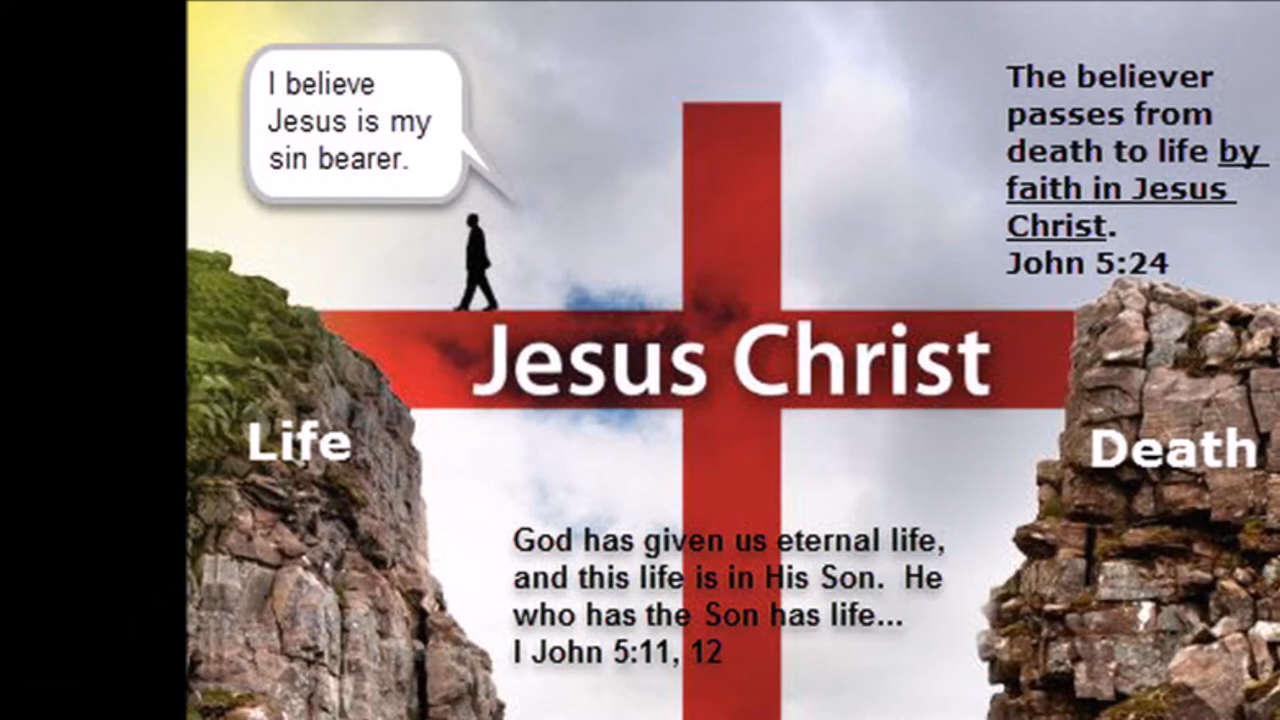 I believe
Jesus is my
sin bearer.
The believer
passes from
death to life by
faith in Jesus
Christ.
John 5:24
Jesus Christ
Life
Death
God has given us eternal life,
and this life is in His Son.  He
who has the Son has life...
I John 5:11, 12